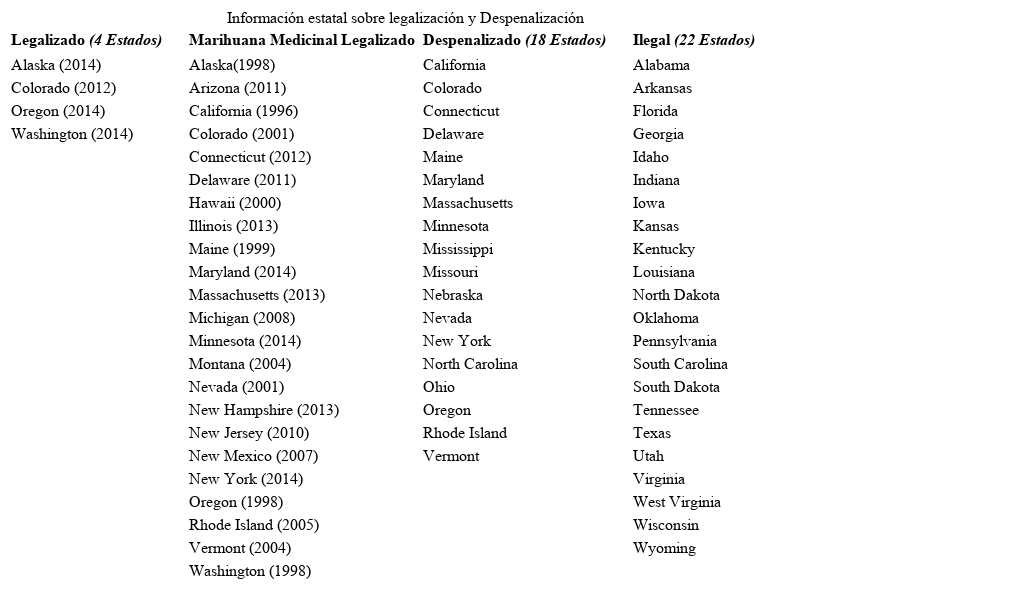 Información estatal sobre legalización y Despenalización
Legalizado (4 Estados) Marihuana Medicinal Legalizado Despenalizado (18 Estados) Ilegal (22 Estados)
Alaska (2014) Alaska(1998) California Alabama
Colorado (2012) Arizona (2011) Colorado Arkansas
Oregon (2014) California (1996) Connecticut Florida
Washington (2014) Colorado (2001) Delaware Georgia
Connecticut (2012) Maine Idaho
Delaware (2011) Maryland Indiana
Hawaii (2000) Massachusetts Iowa
Illinois (2013) Minnesota Kansas
Maine (1999) Mississippi Kentucky
Maryland (2014) Missouri Louisiana
Massachusetts (2013) Nebraska North Dakota
Michigan (2008) Nevada Oklahoma
Minnesota (2014) New York Pennsylvania
Montana (2004) North Carolina South Carolina
Nevada (2001) Ohio South Dakota
New Hampshire (2013) Oregon Tennessee
New Jersey (2010) Rhode Island Texas
New Mexico (2007) Vermont Utah
New York (2014) Virginia
Oregon (1998) West Virginia
Rhode Island (2005) Wisconsin
Vermont (2004) Wyoming
Washington (1998)